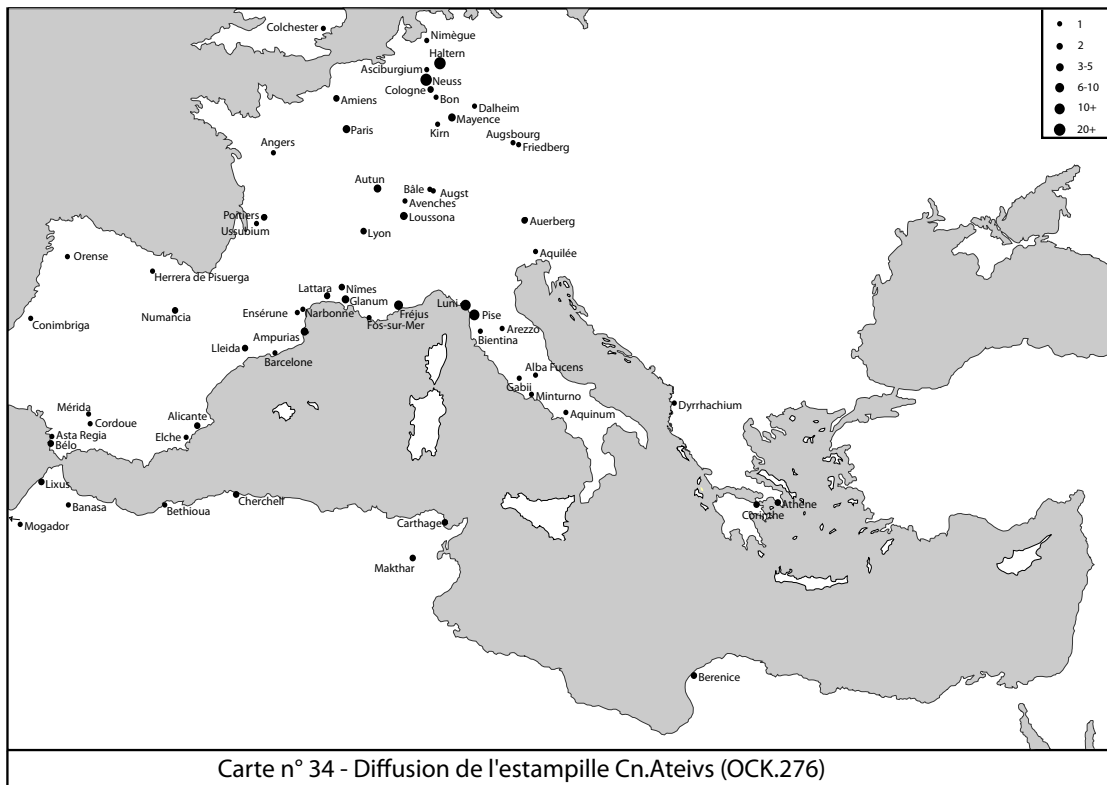 Colchester
Nimègue
Haltern
Asciburgium
Neuss
Cologne
Bon
Amiens
Dalheim
Mayence
Paris
Kirn
Augsbourg
Friedberg
Angers
Autun
Bâle
Augst
Avenches
Loussona
Poitiers
Ussubium
Lyon
Auerberg
Aquilée
Orense
Herrera de Pisuerga
Lattara
Nîmes
Glanum
Numancia
Ensérune
Narbonne
Fréjus
Fos-sur-Mer
Luni
Pise
Conimbriga
Ampurias
Bientina
Arezzo
Lleida
Barcelone
Alba Fucens
Gabii
Minturno
Aquinum
Dyrrhachium
Mérida
Cordoue
Alicante
Asta Regia
Elche
Bélo
Lixus
Banasa
Bethioua
Cherchell
Mogador
Carthage
Makthar
Corinthe
Athène
Berenice
1
2
3-5
6-10
10+
20+
Carte n° 34 - Diffusion de l'estampille Cn.Ateivs (OCK.276)